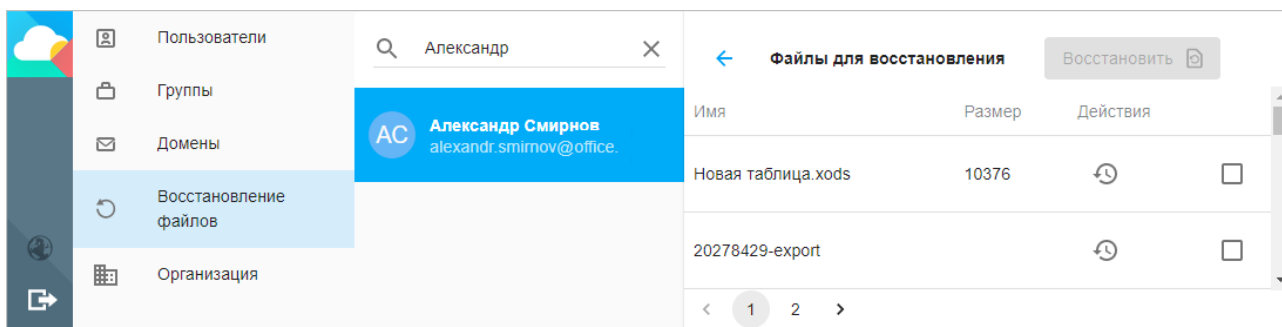 Пользователи
Группы
Домены
Восстановление
файлов
Организация
Александр
АС
Александр Смирнов
alexandr.smirnov@office.
Файлы для восстановления
Восстановить
Имя Размер Действия
Новая таблица.xods 10376
20278429-export
1 2